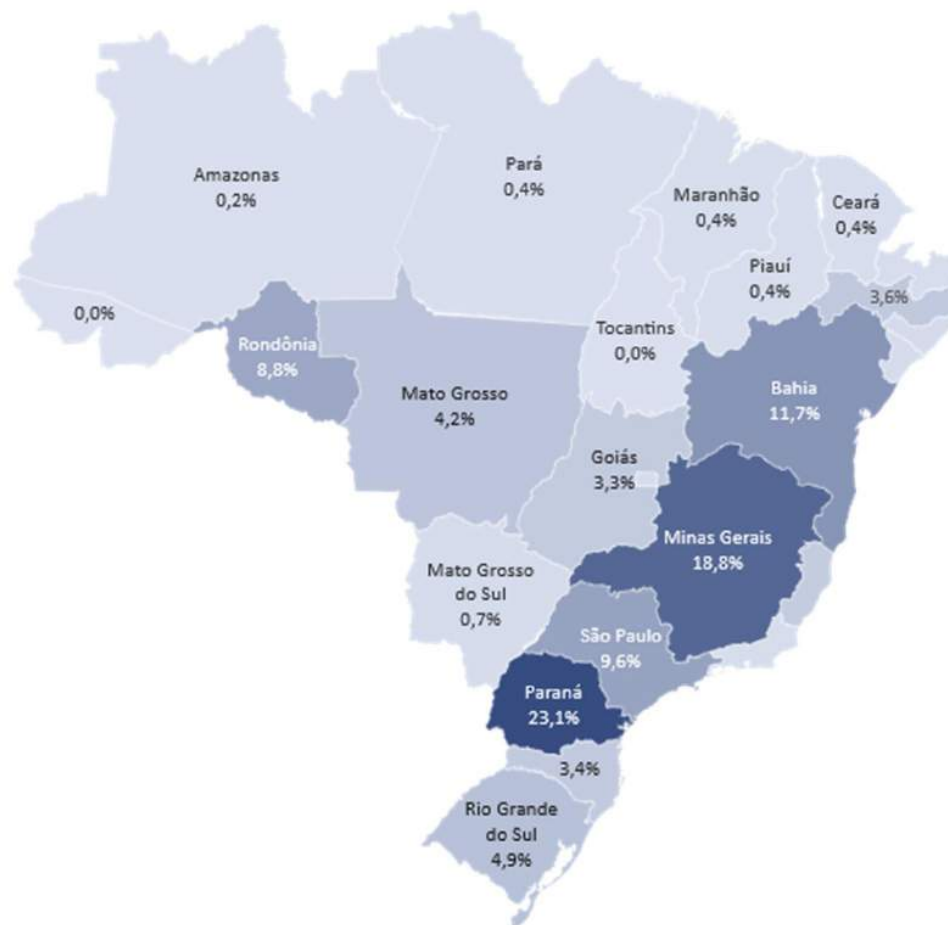 Amazonas
0,2%
Pará
0,4%
Maranhão
0,4%
Ceará
0,4%
Piauí
0,4%
3,6%
0,0%
Rondônia
8,8%
Tocantins
0,0%
Mato Grosso
4,2%
Bahia
11,7%
Goiás
3,3%
Minas Gerais
18,8%
Mato Grosso
do Sul
0,7%
São Paulo
9,6%
Paraná
23,1%
3,4%
Rio Grande
do Sul
4,9%